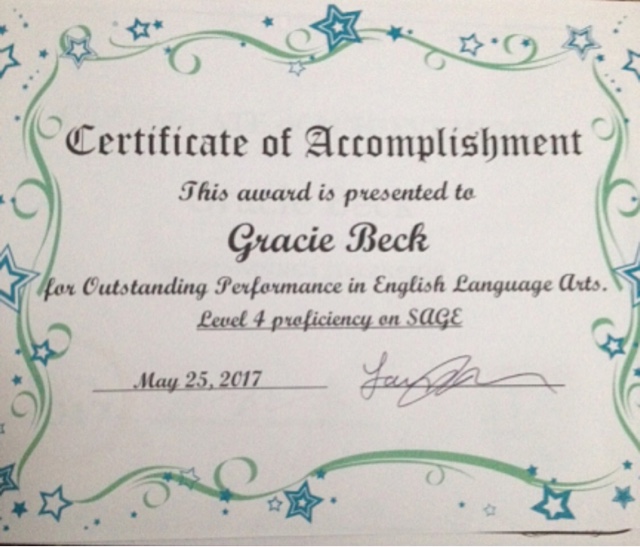 Certificate of Accomplishment
This award is presented to
Gracie Beck
for Outstanding Performance in English Language Arts.
Level 4 proficiency on SAGE
May 25, 2017